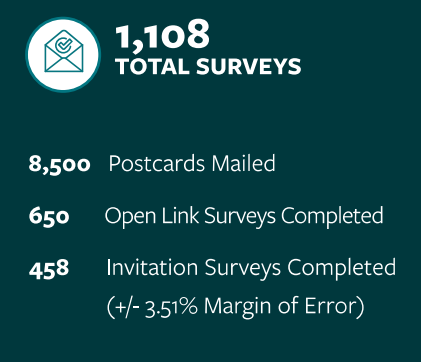 1,108
TOTAL SURVEYS
8,500 Postcards Mailed
650 Open Link Surveys Completed
458 Invitation Surveys Completed
(+/- 3.51% Margin of Error)